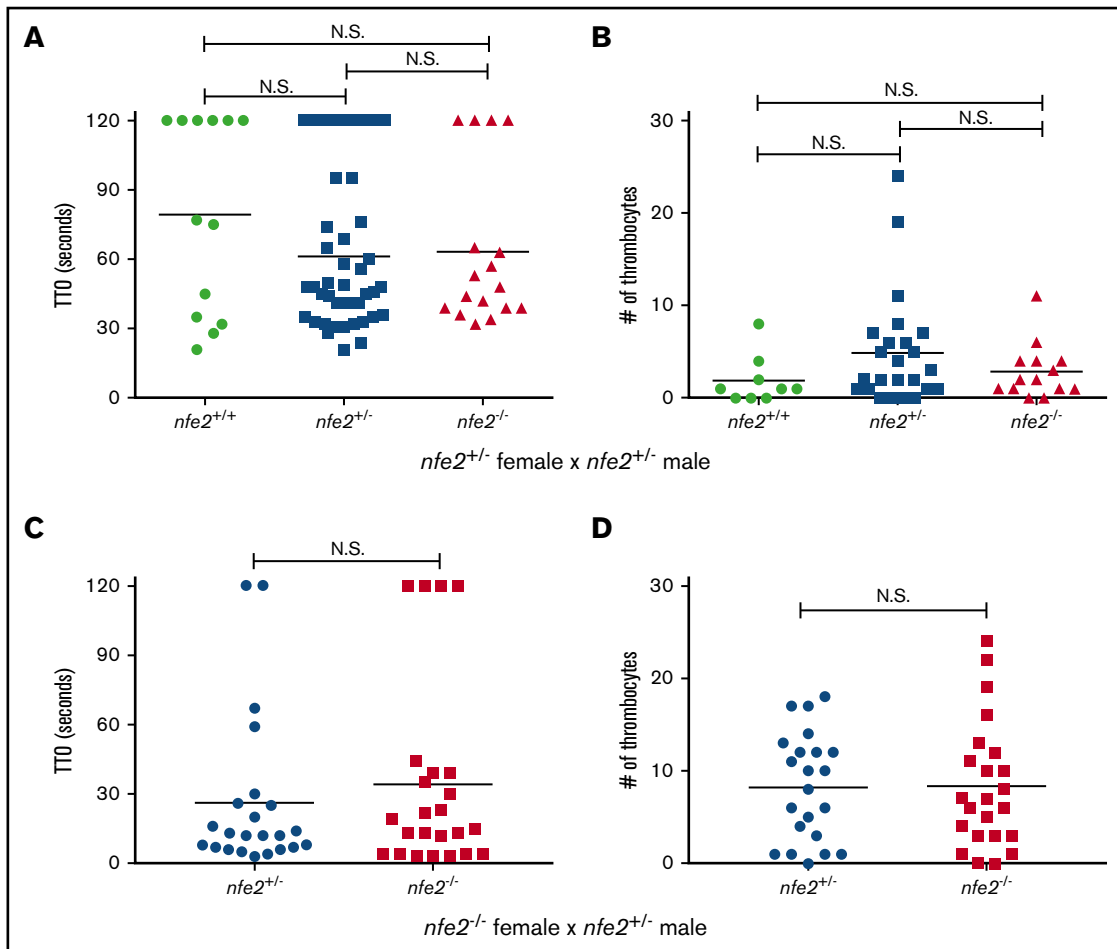 A
N.S.
N.S.
N.S.
TTO (seconds)
120
90
60
30
0
nfe2+/+
nfe2+/-
nfe2-/-
B
N.S.
N.S.
N.S.
# of thrombocytes
30
20
10
0
nfe2+/+
nfe2+/-
nfe2-/-
nfe2+/- female x nfe2+/- male
C
N.S.
TTO (seconds)
120
90
60
30
0
nfe2+/-
nfe2-/-
D
N.S.
# of thrombocytes
30
20
10
0
nfe2+/-
nfe2-/-
nfe2-/- female x nfe2+/- male